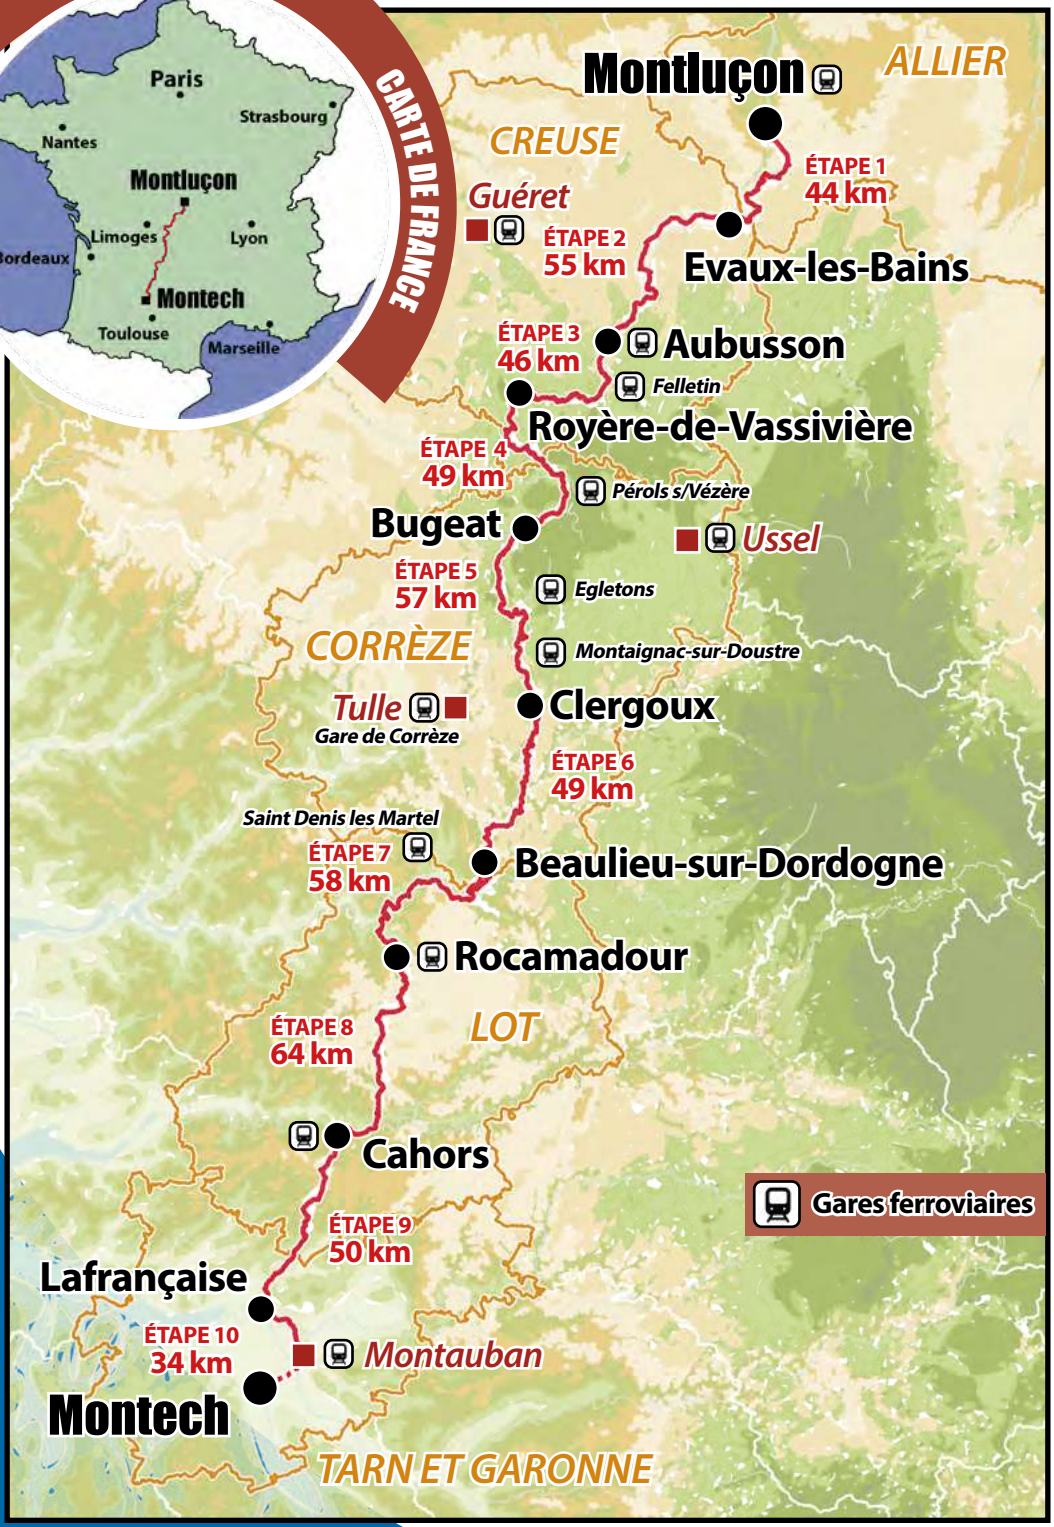 CARTE DE FRANCE
Paris
Strasbourg
Nantes
Montluçon
Limoges
Lyon
Bordeaux
Montech
Toulouse
Marseille
Montluçon
ALLIER
CREUSE
ÉTAPE 1
44 km
Guéret
ÉTAPE 2
55 km
Evaux-les-Bains
ÉTAPE 3
46 km
Aubusson
Felletin
Royère-de-Vassivière
ÉTAPE 4
49 km
Pérols s/Vézère
Bugeat
Ussel
ÉTAPE 5
57 km
Egletons
CORRÈZE
Montaignac-sur-Doustre
Tulle
Gare de Corrèze
Clergoux
ÉTAPE 6
49 km
Saint Denis les Martel
ÉTAPE 7
58 km
Beaulieu-sur-Dordogne
Rocamadour
ÉTAPE 8
64 km
LOT
Cahors
Gares ferroviaires
ÉTAPE 9
50 km
Lafrançaise
ÉTAPE 10
34 km
Montauban
Montech
TARN ET GARONNE